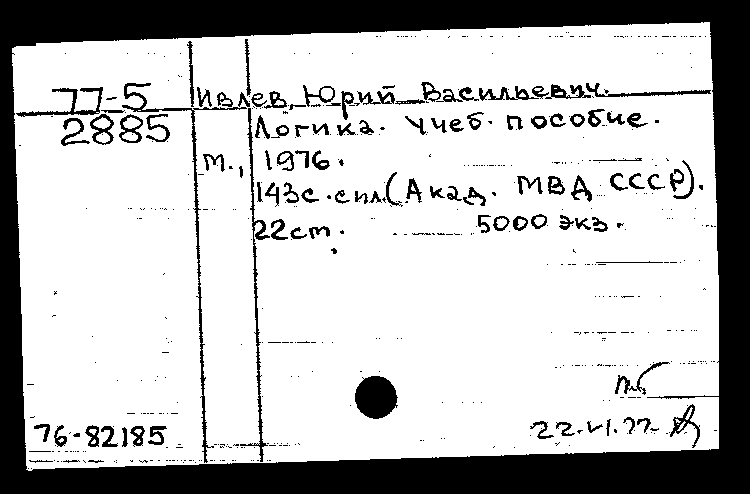 77-5 Ивлев, Юрий Васильевич.
2885 Логика. Учеб. пособие.
М., 1976.
143с. с ил. (Акад. МВД СССР).
22см. 5000 экз.
76-82185 22.VI.77.